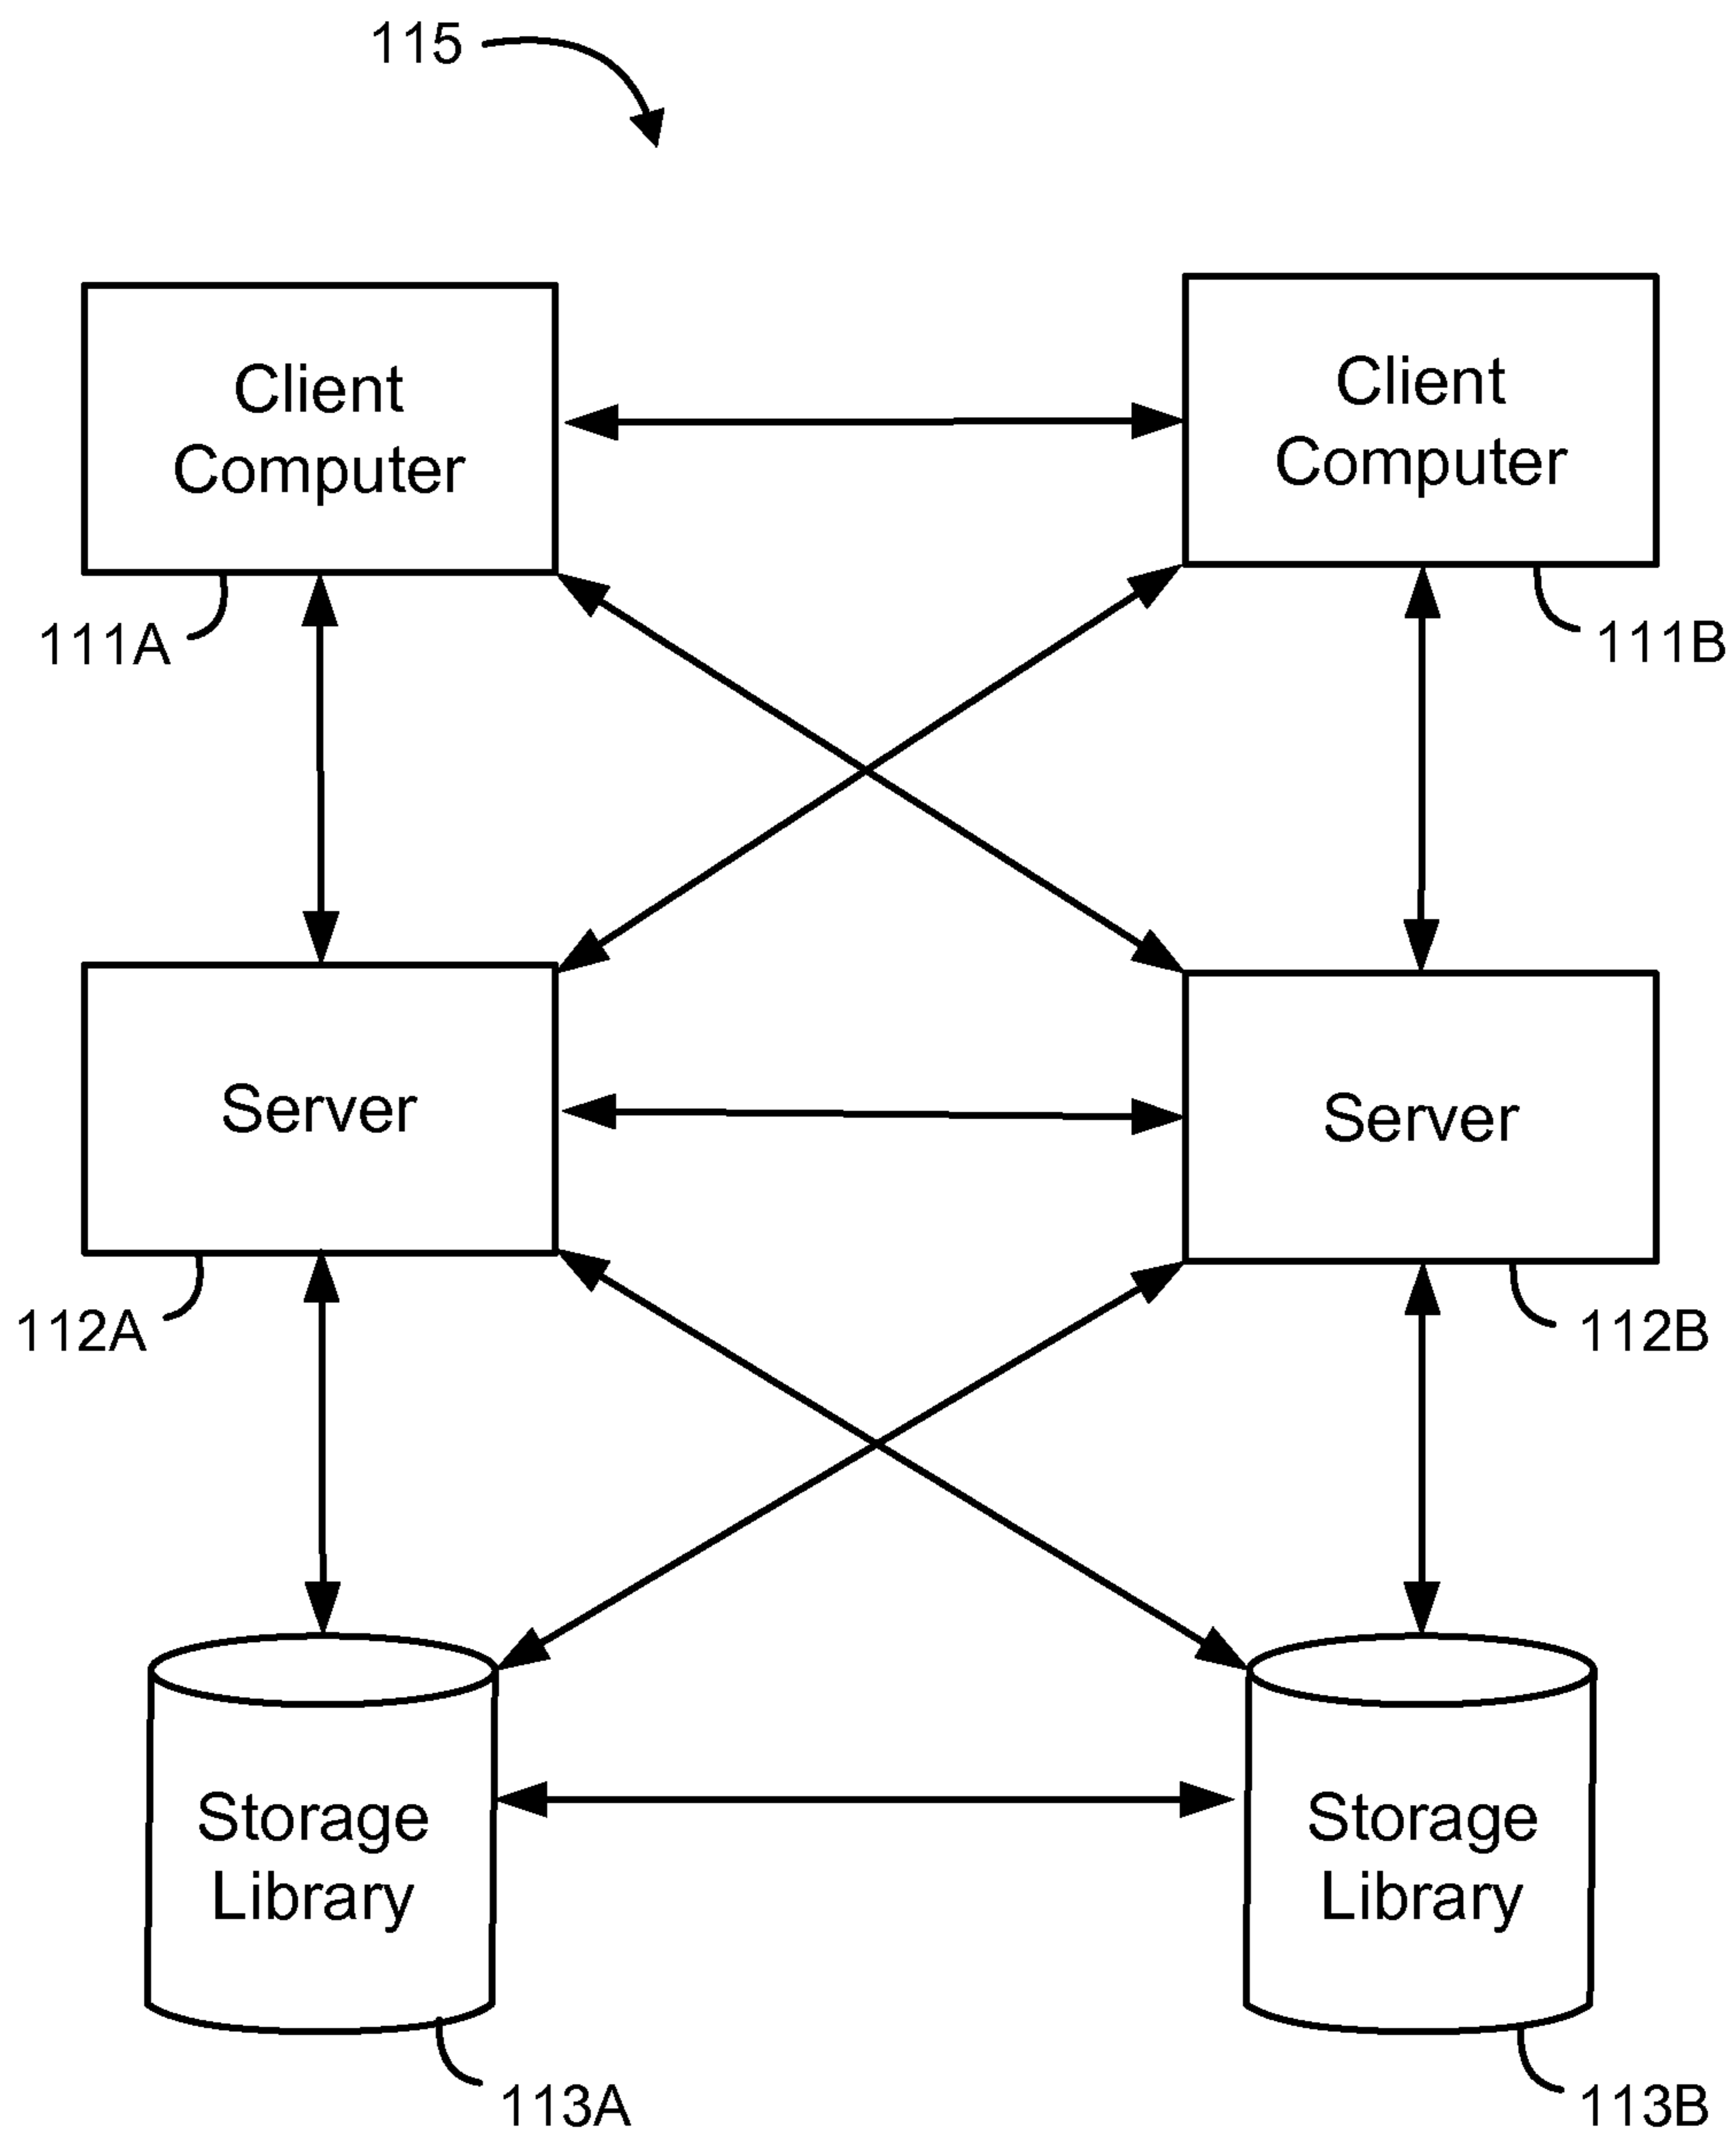 115
Client
Computer
Client
Computer
111A
111B
Server
Server
112A
112B
Storage
Library
Storage
Library
113A
113B